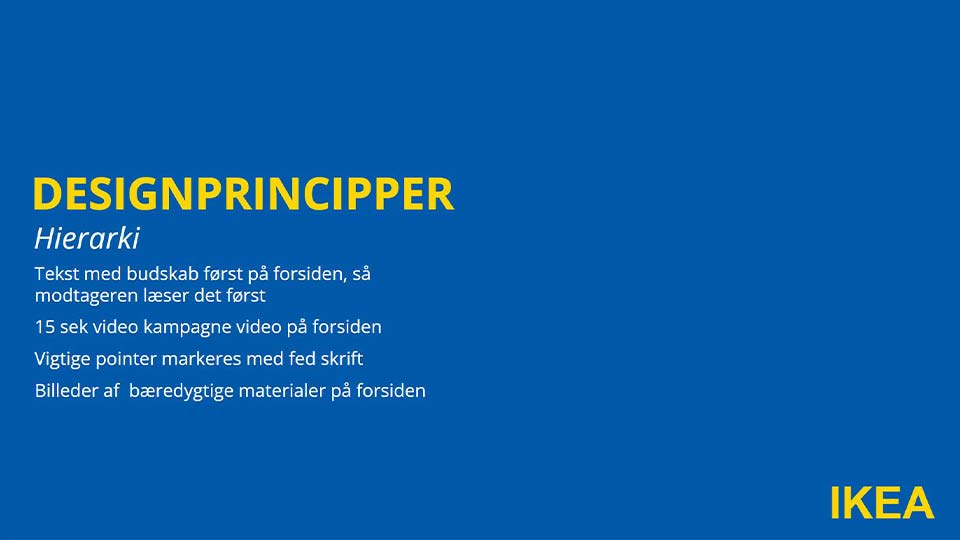 DESIGNPRINCIPPER
Hierarki
Tekst med budskab først på forsiden, så
modtageren læser det først
15 sek video kampagne video på forsiden
Vigtige pointer markeres med fed skrift
Billeder af  bæredygtige materialer på forsiden
IKEA